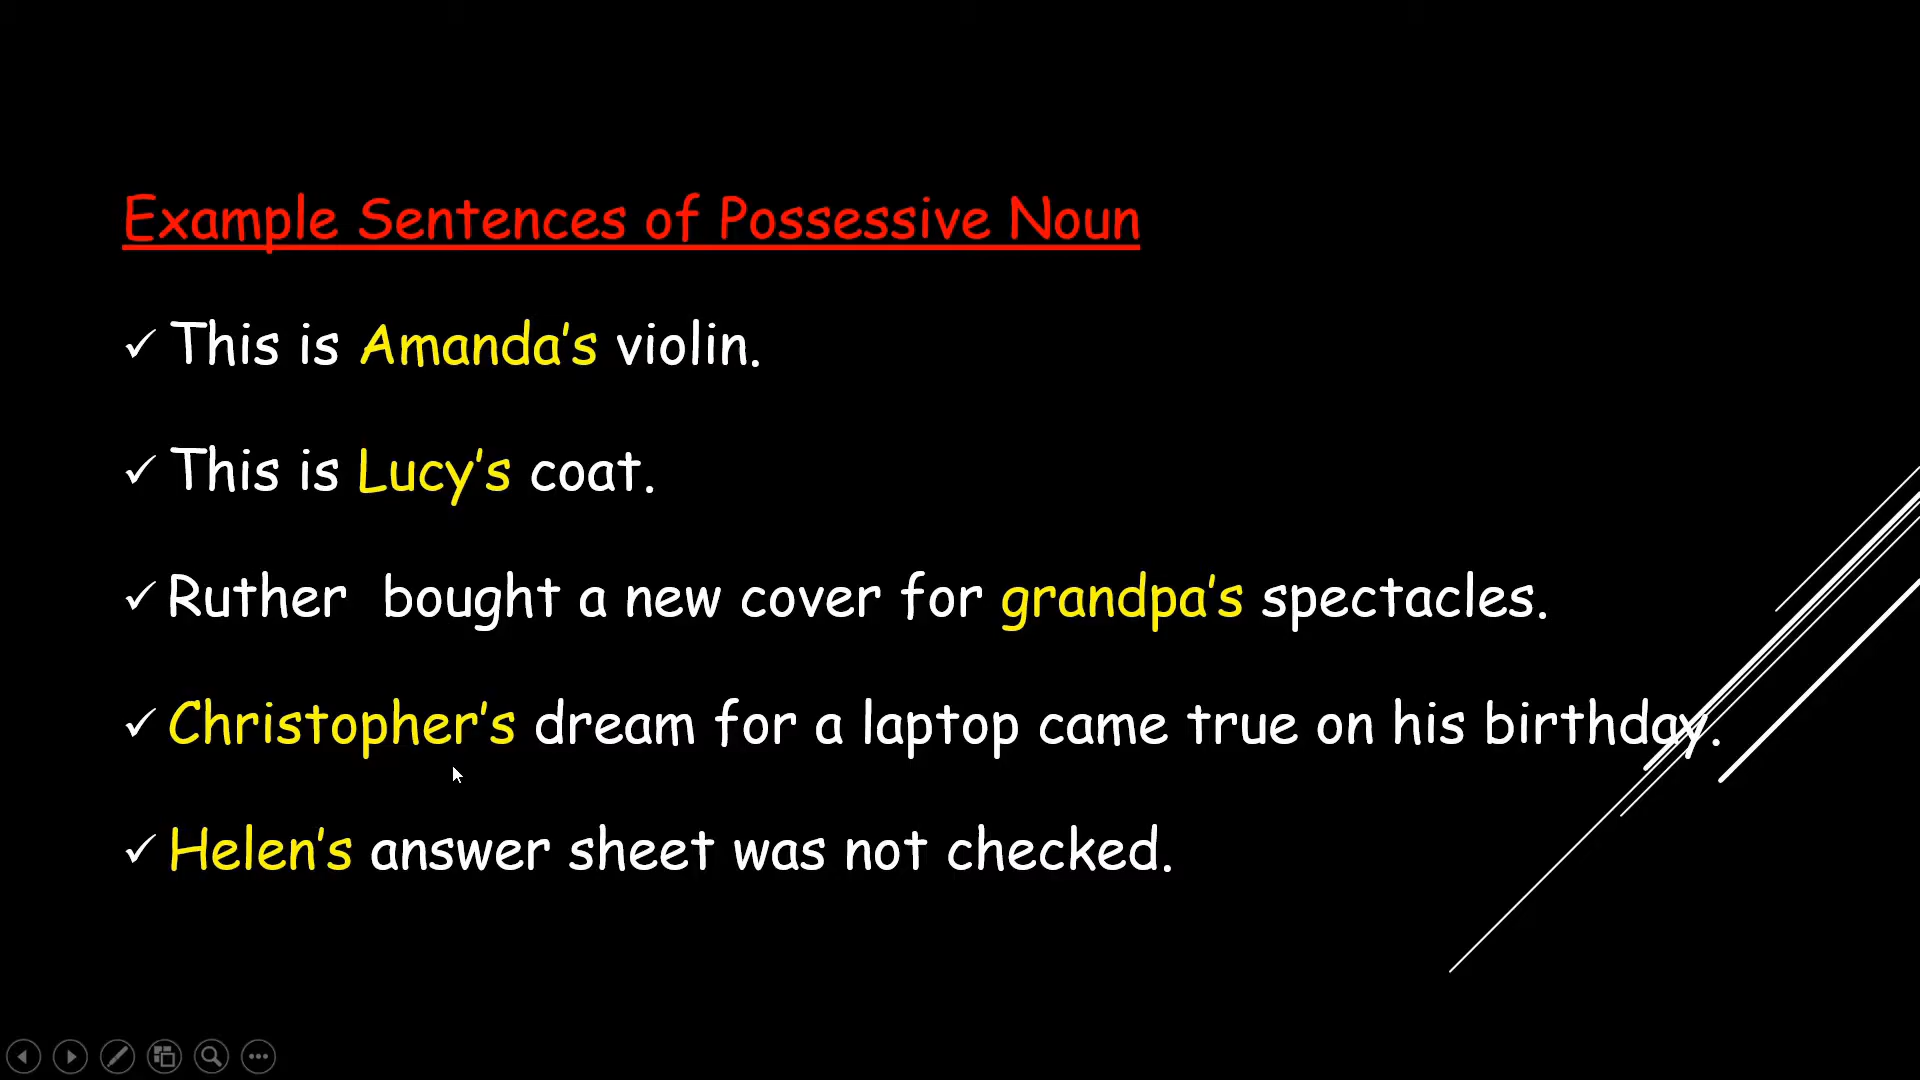 Example Sentences of Possessive Noun
✓ This is Amanda’s violin.
✓ This is Lucy’s coat.
✓ Ruther  bought a new cover for grandpa’s spectacles.
✓ Christopher’s dream for a laptop came true on his birthday.
✓ Helen’s answer sheet was not checked.